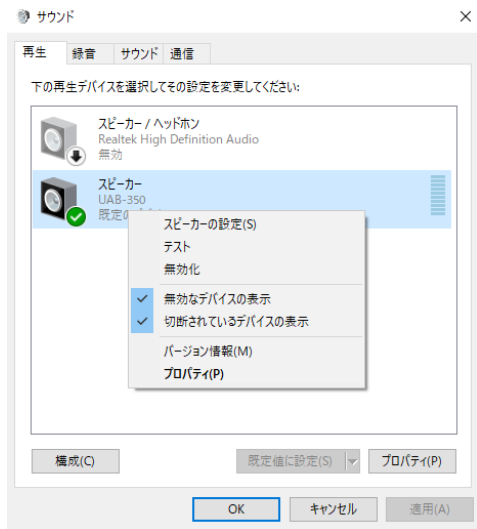 サウンド
再生 録音 サウンド 通信
下の再生デバイスを選択してその設定を変更してください:
スピーカー / ヘッドホン
Realtek High Definition Audio
無効
スピーカー
UAB-350
スピーカーの設定(S)
テスト
無効化
無効なデバイスの表示
切断されているデバイスの表示
バージョン情報(M)
プロパティ(P)
構成(C) 既定値に設定(S) プロパティ(P)
OK キャンセル 適用(A)